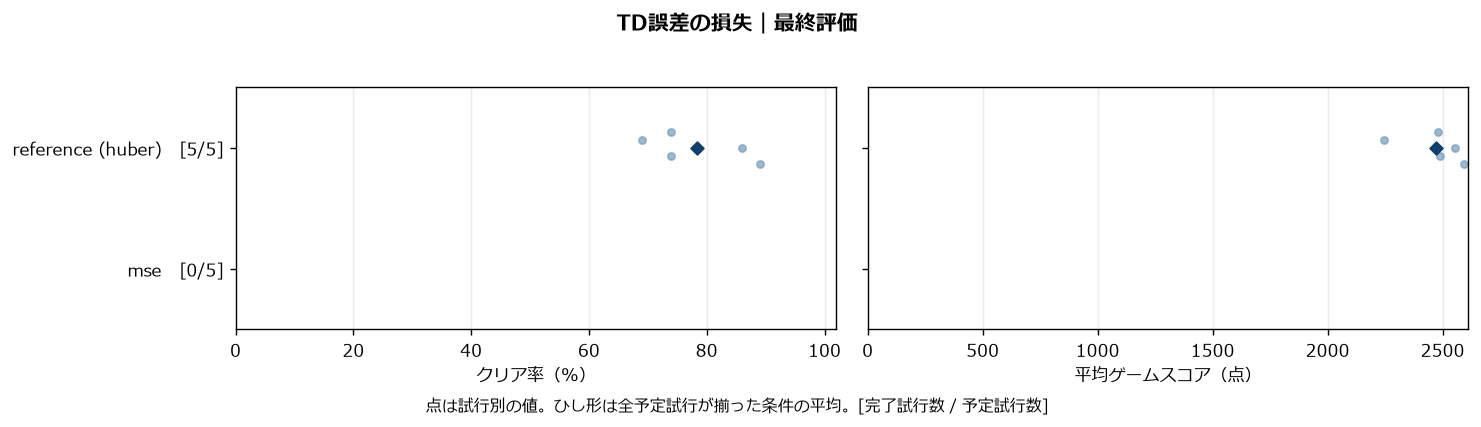 TD誤差の損失｜最終評価
reference (huber) [5/5]
mse [0/5]
0 20 40 60 80 100
クリア率（%）
0 500 1000 1500 2000 2500
平均ゲームスコア（点）
点は試行別の値。ひし形は全予定試行が揃った条件の平均。[完了試行数 / 予定試行数]